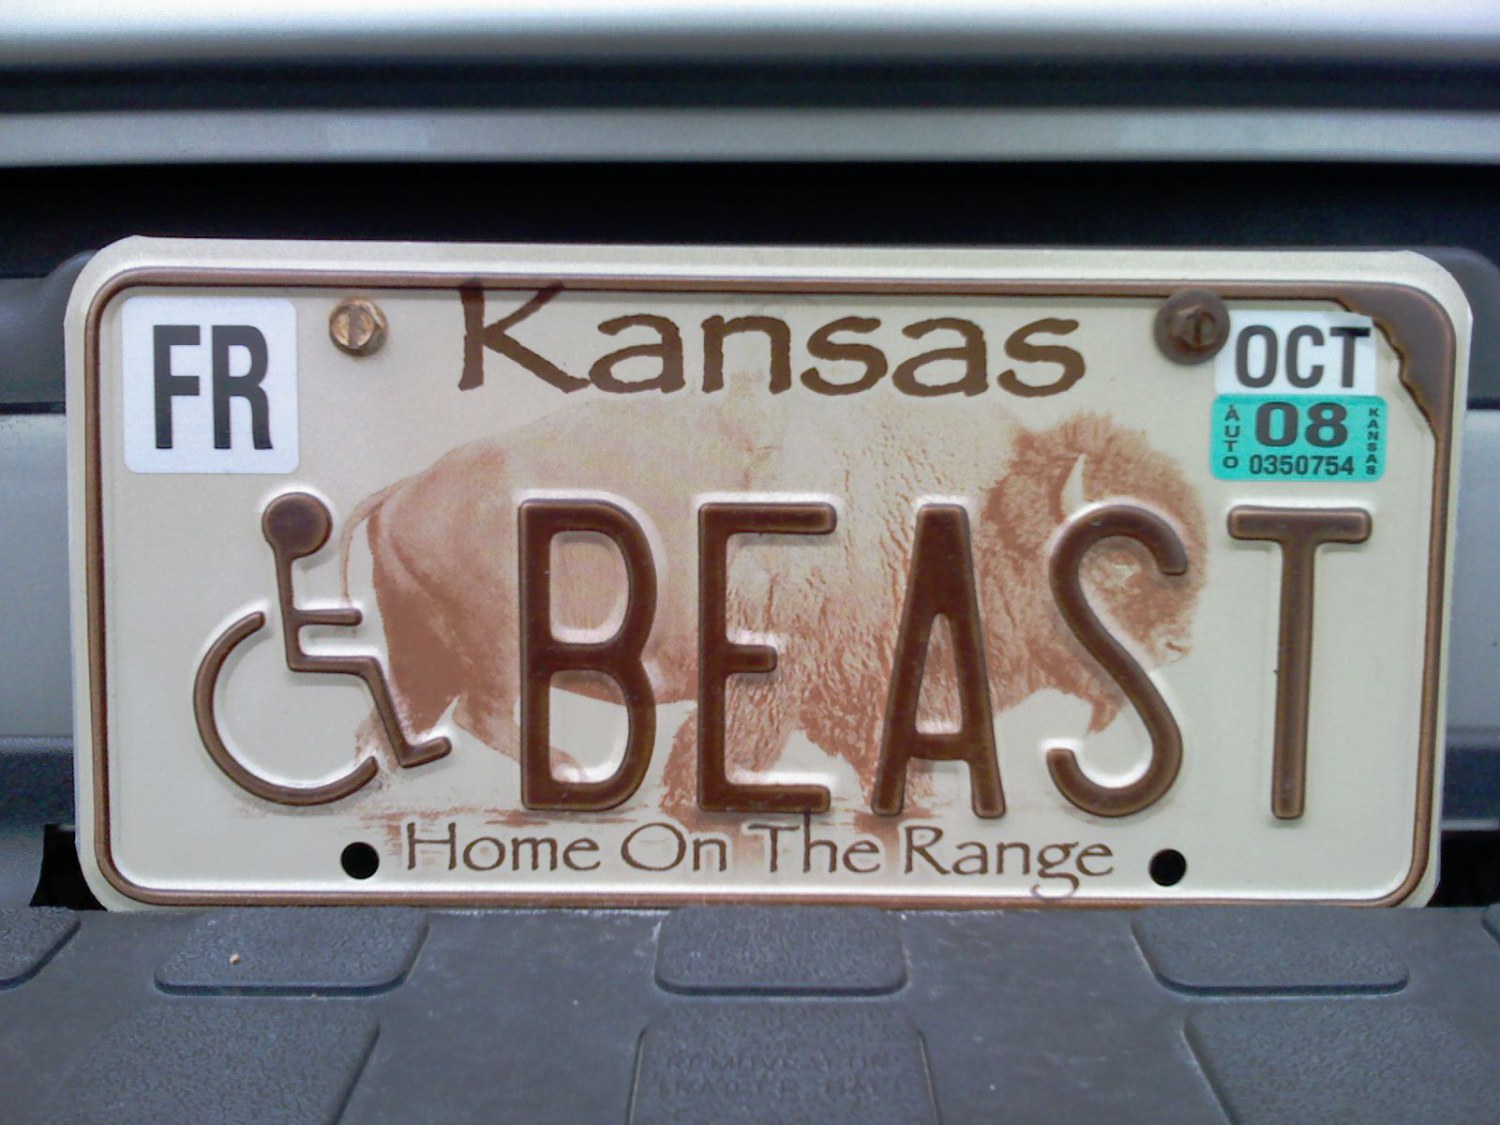 Kansas
FR
OCT
AUTO 08 KANSAS
0350754
BEAST
Home On The Range